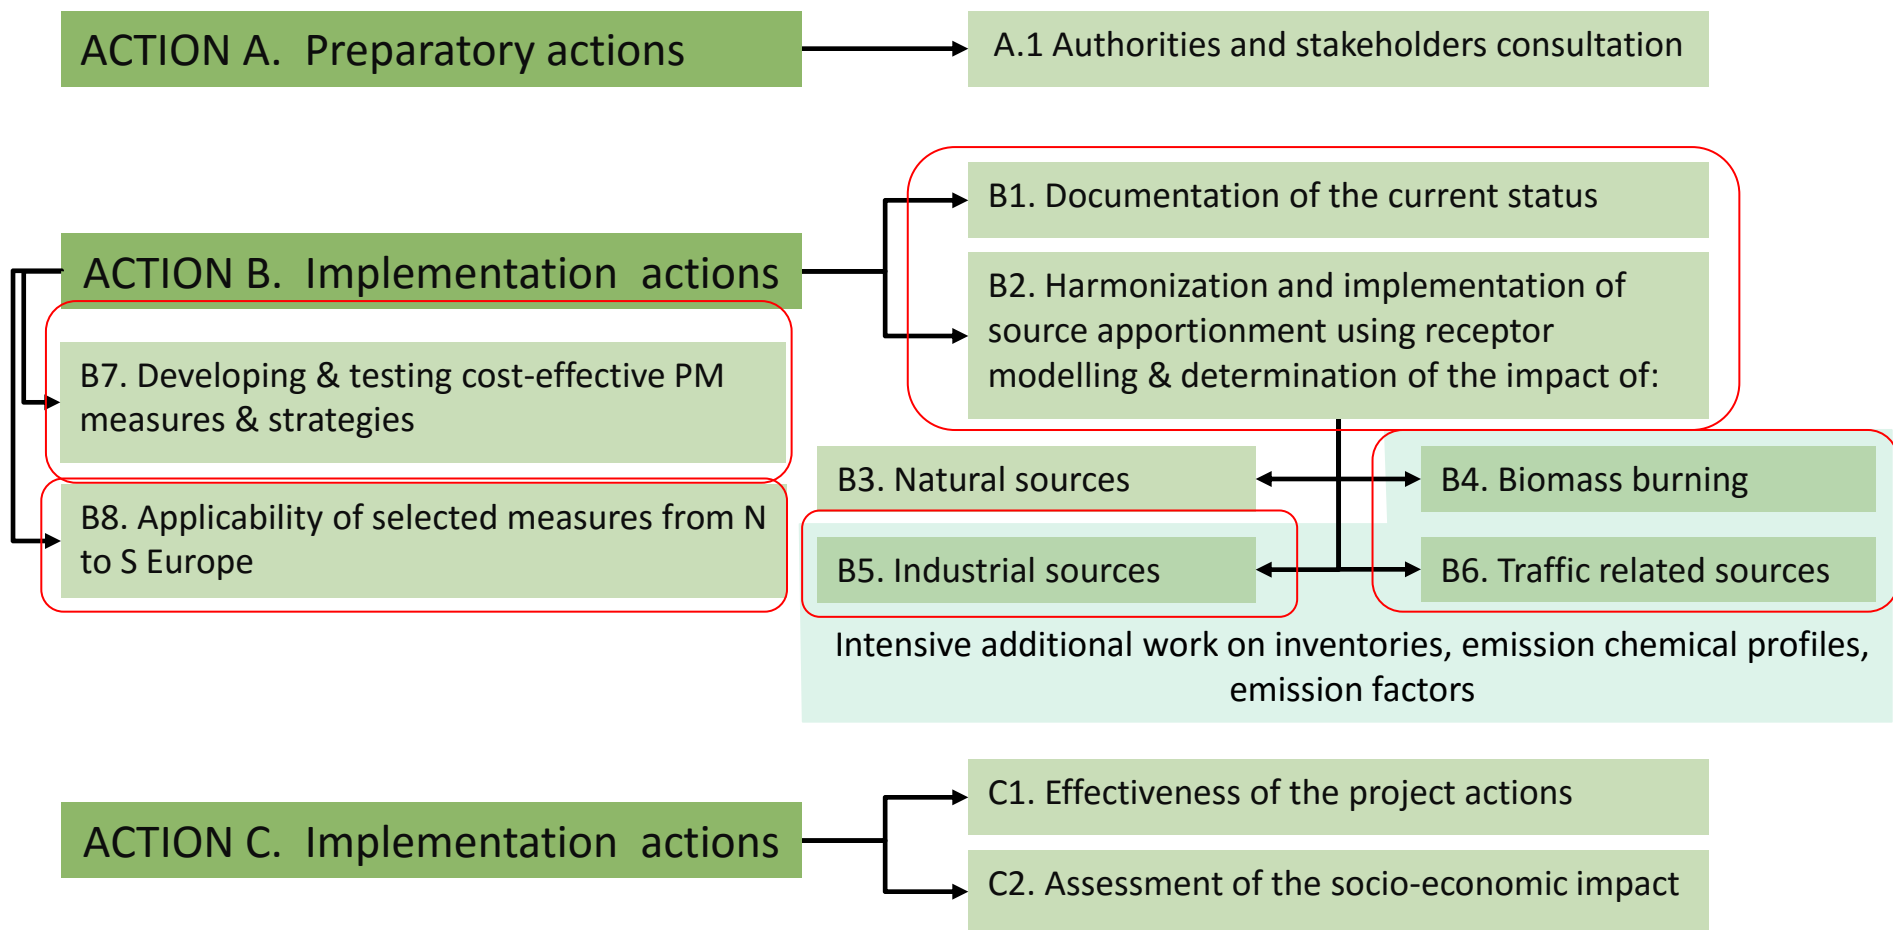 ACTION A.  Preparatory actions
A.1 Authorities and stakeholders consultation
B1. Documentation of the current status
ACTION B.  Implementation  actions
B2. Harmonization and implementation of
source apportionment using receptor
modelling & determination of the impact of:
B7. Developing & testing cost-effective PM
measures & strategies
B3. Natural sources
B4. Biomass burning
B8. Applicability of selected measures from N
to S Europe
B5. Industrial sources
B6. Traffic related sources
Intensive additional work on inventories, emission chemical profiles,
emission factors
C1. Effectiveness of the project actions
ACTION C.  Implementation  actions
C2. Assessment of the socio-economic impact